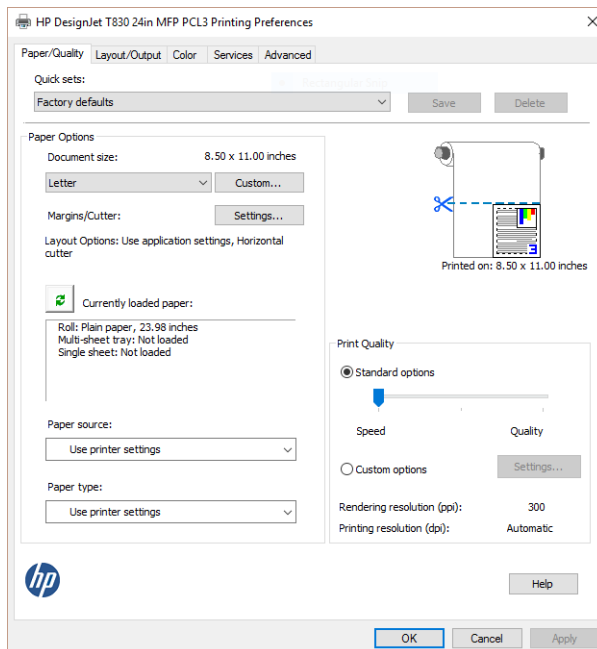 HP DesignJet T830 24in MFP PCL3 Printing Preferences
Paper/Quality Layout/Output Color Services Advanced
Quick sets:
Factory defaults
Save
Delete
Paper Options
Document size: 8.50 x 11.00 inches
Letter
Custom...
Margins/Cutter:
Settings...
Layout Options: Use application settings, Horizontal
cutter
Currently loaded paper:
Roll: Plain paper, 23.98 inches
Multi-sheet tray: Not loaded
Single sheet: Not loaded
Paper source:
Use printer settings
Paper type:
Use printer settings
3
Printed on: 8.50 x 11.00 inches
Print Quality
Standard options
Speed Quality
Custom options
Settings...
Rendering resolution (ppi): 300
Printing resolution (dpi): Automatic
hp
Help
OK
Cancel
Apply